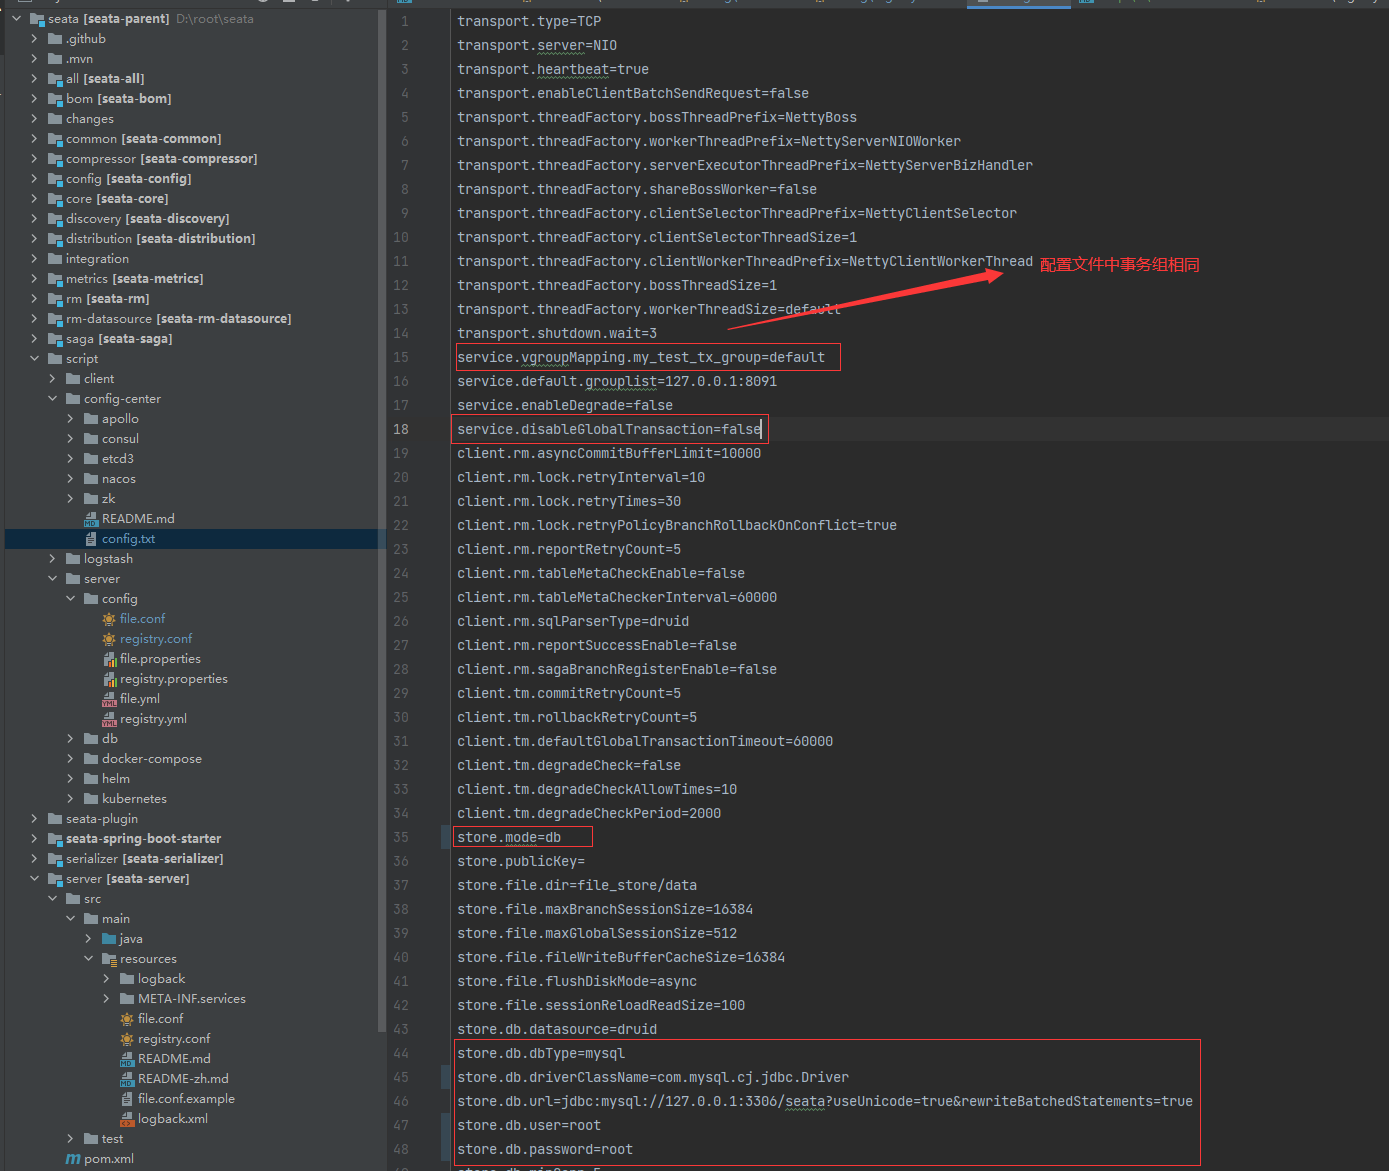 seata [seata-parent] D:\root\seata
.github
.mvn
all [seata-all]
bom [seata-bom]
changes
common [seata-common]
compressor [seata-compressor]
config [seata-config]
core [seata-core]
discovery [seata-discovery]
distribution [seata-distribution]
integration
metrics [seata-metrics]
rm [seata-rm]
rm-datasource [seata-rm-datasource]
saga [seata-saga]
script
client
config-center
apollo
consul
etcd3
nacos
zk
README.md
config.txt
logstash
server
config
file.conf
registry.conf
file.properties
registry.properties
file.yml
registry.yml
db
docker-compose
helm
kubernetes
seata-plugin
seata-spring-boot-starter
serializer [seata-serializer]
server [seata-server]
src
main
java
resources
logback
META-INF.services
file.conf
registry.conf
README.md
README-zh.md
file.conf.example
logback.xml
test
pom.xml
1 transport.type=TCP
2 transport.server=NIO
3 transport.heartbeat=true
4 transport.enableClientBatchSendRequest=false
5 transport.threadFactory.bossThreadPrefix=NettyBoss
6 transport.threadFactory.workerThreadPrefix=NettyServerNIOWorker
7 transport.threadFactory.serverExecutorThreadPrefix=NettyServerBizHandler
8 transport.threadFactory.shareBossWorker=false
9 transport.threadFactory.clientSelectorThreadPrefix=NettyClientSelector
10 transport.threadFactory.clientSelectorThreadSize=1
11 transport.threadFactory.clientWorkerThreadPrefix=NettyClientWorkerThread 配置文件中事务组相同
12 transport.threadFactory.bossThreadSize=1
13 transport.threadFactory.workerThreadSize=default
14 transport.shutdown.wait=3
15 service.vgroupMapping.my_test_tx_group=default
16 service.default.grouplist=127.0.0.1:8091
17 service.enableDegrade=false
18 service.disableGlobalTransaction=false
19 client.rm.asyncCommitBufferLimit=10000
20 client.rm.lock.retryInterval=10
21 client.rm.lock.retryTimes=30
22 client.rm.lock.retryPolicyBranchRollbackOnConflict=true
23 client.rm.reportRetryCount=5
24 client.rm.tableMetaCheckEnable=false
25 client.rm.tableMetaCheckerInterval=60000
26 client.rm.sqlParserType=druid
27 client.rm.reportSuccessEnable=false
28 client.rm.sagaBranchRegisterEnable=false
29 client.tm.commitRetryCount=5
30 client.tm.rollbackRetryCount=5
31 client.tm.defaultGlobalTransactionTimeout=60000
32 client.tm.degradeCheck=false
33 client.tm.degradeCheckAllowTimes=10
34 client.tm.degradeCheckPeriod=2000
35 store.mode=db
36 store.publicKey=
37 store.file.dir=file_store/data
38 store.file.maxBranchSessionSize=16384
39 store.file.maxGlobalSessionSize=512
40 store.file.fileWriteBufferCacheSize=16384
41 store.file.flushDiskMode=async
42 store.file.sessionReloadReadSize=100
43 store.db.datasource=druid
44 store.db.dbType=mysql
45 store.db.driverClassName=com.mysql.cj.jdbc.Driver
46 store.db.url=jdbc:mysql://127.0.0.1:3306/seata?useUnicode=true&rewriteBatchedStatements=true
47 store.db.user=root
48 store.db.password=root